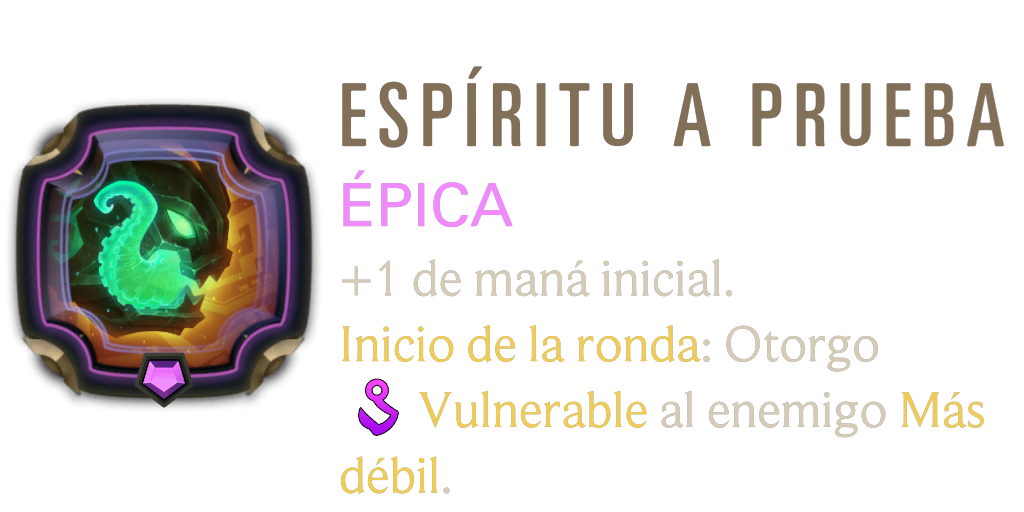 ESPÍRITU A PRUEBA
ÉPICA
+1 de maná inicial.
Inicio de la ronda: Otorgo
Vulnerable al enemigo Más
débil.